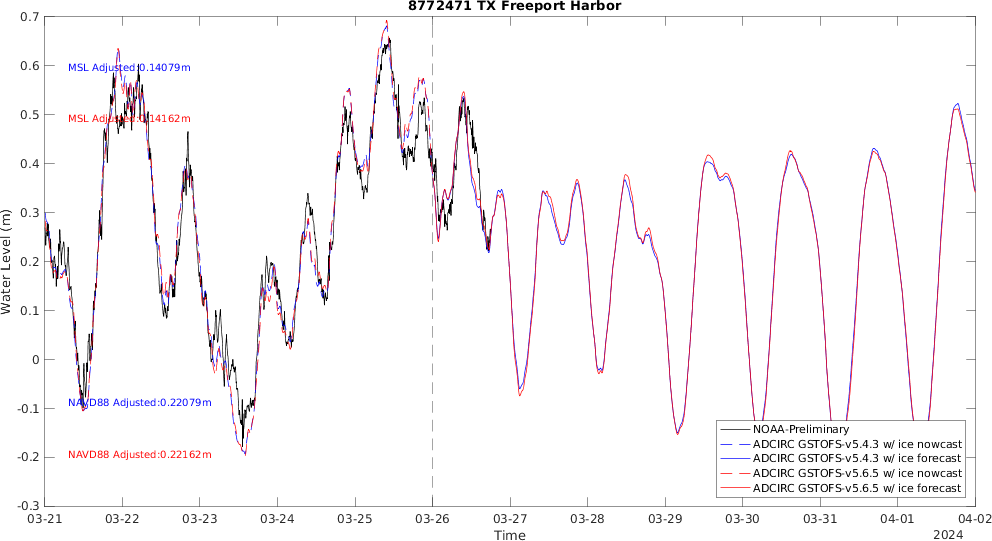 8772471 TX Freeport Harbor
0.7
0.6
0.5
0.4
0.3
0.2
0.1
0
-0.1
-0.2
-0.3
Water Level (m)
MSL Adjusted:0.14079m
MSL Adjusted:0.14162m
NAVD88 Adjusted:0.22079m
NAVD88 Adjusted:0.22162m
NOAA-Preliminary
ADCIRC GSTOFS-v5.4.3 w/ ice nowcast
ADCIRC GSTOFS-v5.4.3 w/ ice forecast
ADCIRC GSTOFS-v5.6.5 w/ ice nowcast
ADCIRC GSTOFS-v5.6.5 w/ ice forecast
03-21 03-22 03-23 03-24 03-25 03-26 03-27 03-28 03-29 03-30 03-31 04-01 04-02
Time
2024